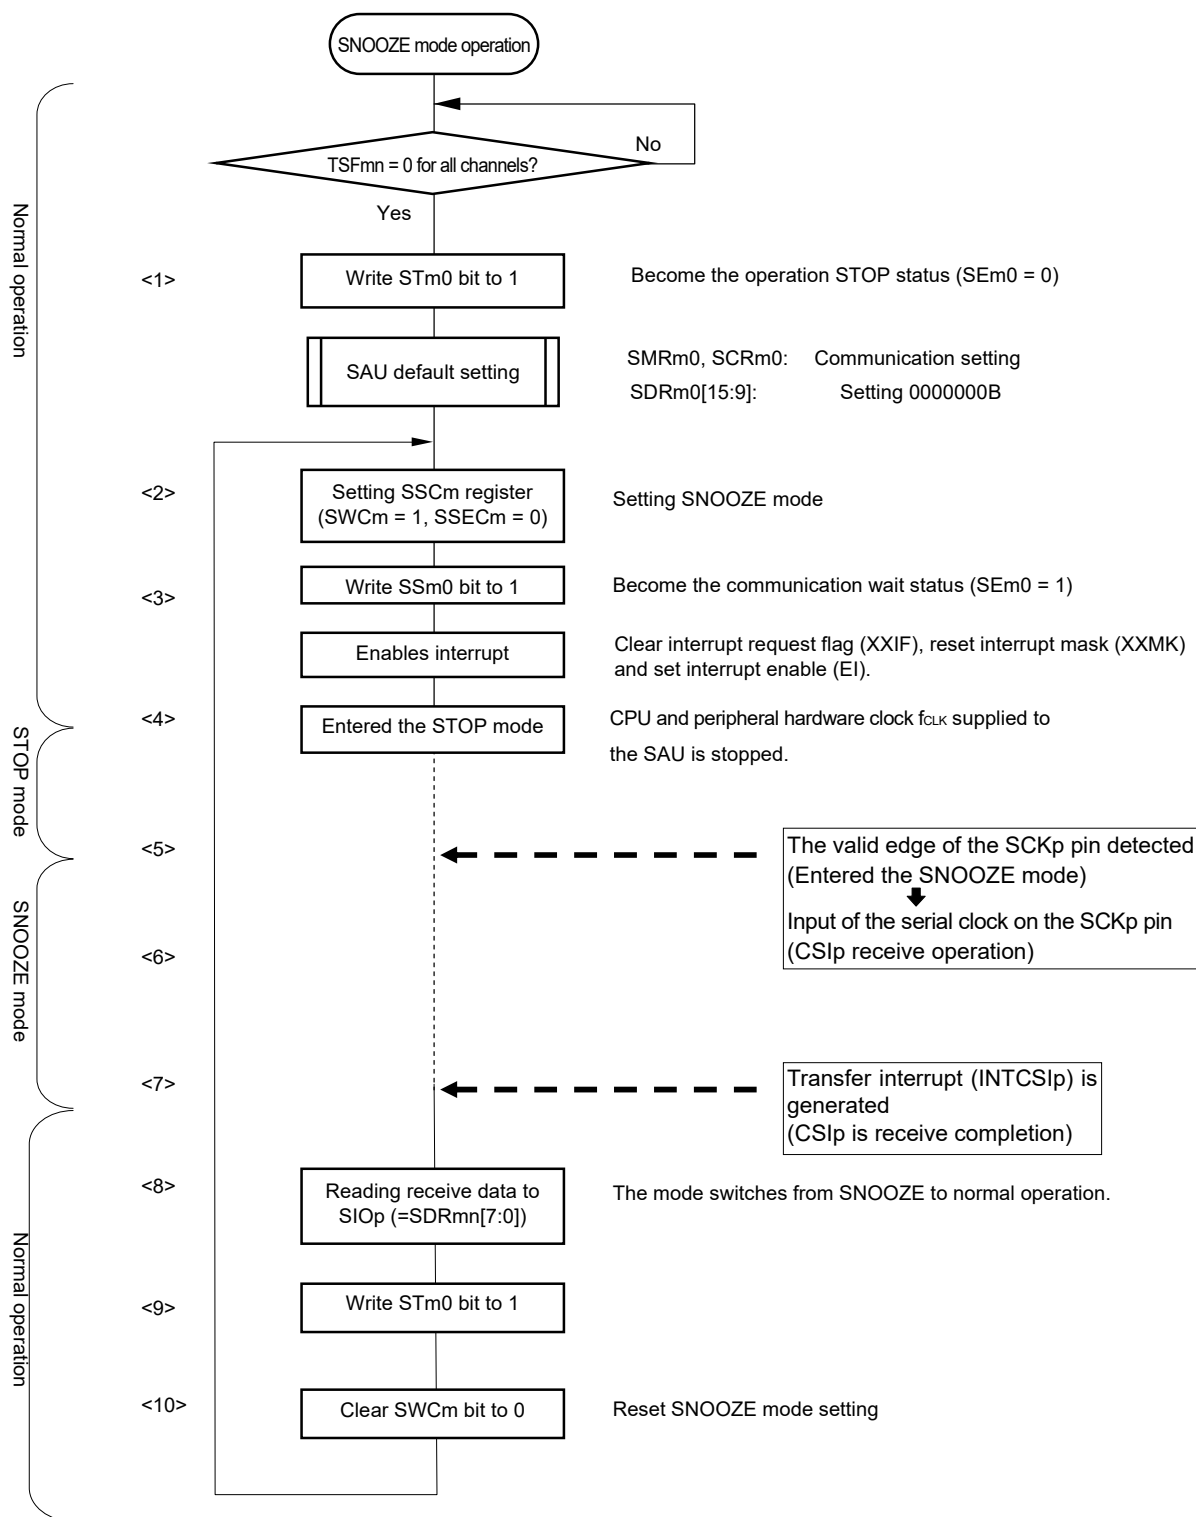 SNOOZE mode operation
No
TSFmn = 0 for all channels?
Yes
Normal operation
<1>
Write STm0 bit to 1
Become the operation STOP status (SEm0 = 0)
SAU default setting
SMRm0, SCRm0: Communication setting
SDRm0[15:9]: Setting 0000000B
<2>
Setting SSCm register
(SWCm = 1, SSECm = 0)
Setting SNOOZE mode
<3>
Write SSm0 bit to 1
Become the communication wait status (SEm0 = 1)
Enables interrupt
Clear interrupt request flag (XXIF), reset interrupt mask (XXMK)
and set interrupt enable (EI).
<4>
Entered the STOP mode
CPU and peripheral hardware clock fCLK supplied to
the SAU is stopped.
STOP mode
<5>
The valid edge of the SCKp pin detected
(Entered the SNOOZE mode)
Input of the serial clock on the SCKp pin
(CSIp receive operation)
SNOOZE mode
<6>
<7>
Transfer interrupt (INTCSIp) is
generated
(CSIp is receive completion)
<8>
Reading receive data to
SIOp (=SDRmn[7:0])
The mode switches from SNOOZE to normal operation.
Normal operation
<9>
Write STm0 bit to 1
<10>
Clear SWCm bit to 0
Reset SNOOZE mode setting